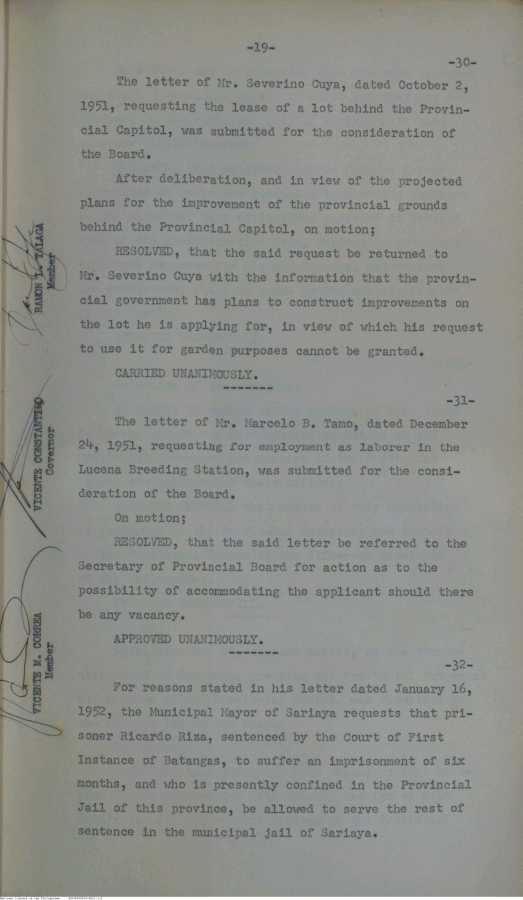 -19-
-30-
The letter of Mr. Severino Cuya, dated October 2,
1951, requesting the lease of a lot behind the Provin-
cial Capitol, was submitted for the consideration of
the Board.
After deliberation, and in view of the projected
plans for the improvement of the provincial grounds
behind the Provincial Capitol, on motion;
RESOLVED, that the said request be returned to
Mr. Severino Cuya with the information that the provin-
cial government has plans to construct improvements on
the lot he is applying for, in view of which his request
to use it for garden purposes cannot be granted.
CARRIED UNANIMOUSLY.
-------
-31-
The letter of Mr. Marcelo B. Tamo, dated December
24, 1951, requesting for employment as laborer in the
Lucena Breeding Station, was submitted for the consi-
deration of the Board.
On motion;
RESOLVED, that the said letter be referred to the
Secretary of Provincial Board for action as to the
possibility of accommodating the applicant should there
be any vacancy.
APPROVED UNANIMOUSLY.
-------
-32-
For reasons stated in his letter dated January 16,
1952, the Municipal Mayor of Sariaya requests that pri-
soner Ricardo Riza, sentenced by the Court of First
Instance of Batangas, to suffer an imprisonment of six
months, and who is presently confined in the Provincial
Jail of this province, be allowed to serve the rest of
sentence in the municipal jail of Sariaya.
RAMON L. TALAGA
Member
VICENTE CONSTANTINO
Governor
VICENTE M. CORREA
Member
National Library of the Philippines